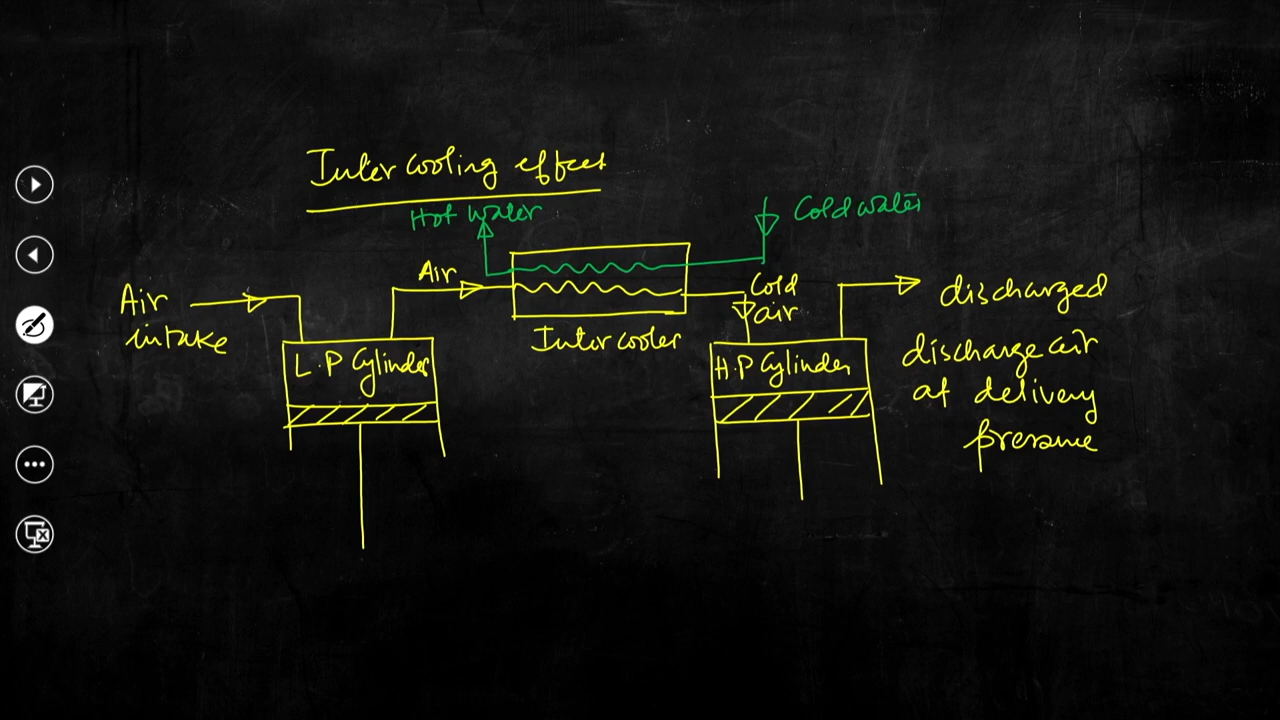 Inter cooling effect
Hot water
Cold water
Air
Cold
air
Air
intake
discharged
Inter cooler
L.P Cylinder
H.P Cylinder
discharge air
at delivery
pressure